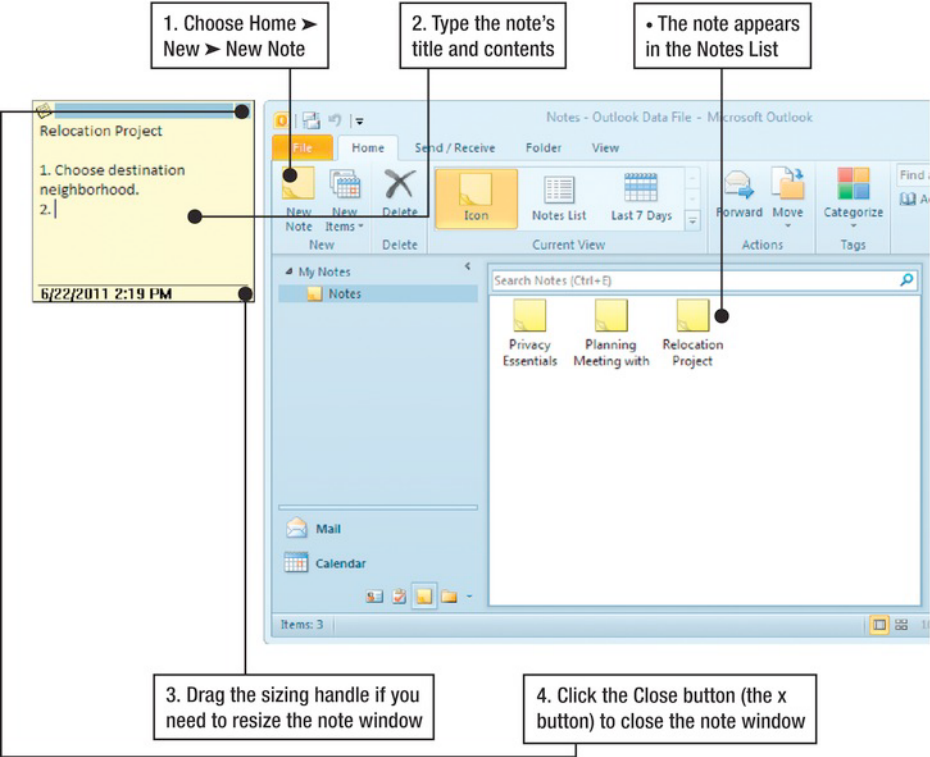 1. Choose Home ➤
New ➤ New Note
2. Type the note's
title and contents
• The note appears
in the Notes List
Relocation Project
1. Choose destination
neighborhood.
2.
6/22/2011 2:19 PM
Notes - Outlook Data File - Microsoft Outlook
File Home Send / Receive Folder View
New Note
New Items
Delete
Icon
Notes List
Last 7 Days
Forward
Move
Categorize
Find
New Delete Current View Actions Tags
My Notes
Notes
Search Notes (Ctrl+E)
Privacy
Essentials
Planning
Meeting with
Relocation
Project
Mail
Calendar
Items: 3
3. Drag the sizing handle if you
need to resize the note window
4. Click the Close button (the x
button) to close the note window